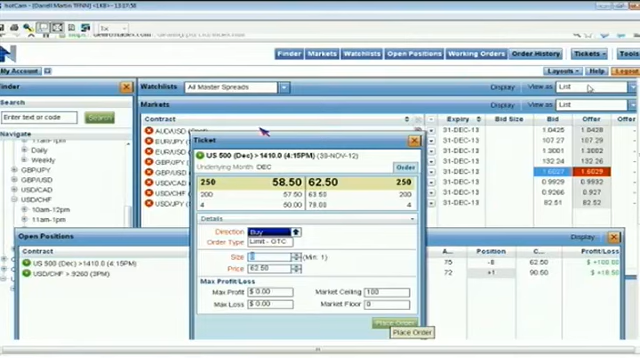 Finder Markets Watchlists Open Positions Working Orders Order History Tickets Tools
My Account Layouts Help Logout
Finder
Watchlists All Master Spreads Display View as List
Search
Enter text or code Search
Markets Display View as List
Contract Expiry Bid Size Bid Offer Offer
Navigate
Daily
Weekly
GBP/JPY
GBP/USD
USD/CAD
USD/CHF
10am-12pm
11am-3pm
EUR/JPY
EUR/USD
GBP/JPY
GBP/USD
USD/CAD
USD/CHF
USD/JPY
31-DEC-13 1.0425 1.0428
31-DEC-13 107.27 107.29
31-DEC-13 1.3001 1.3002
31-DEC-13 132.24 132.26
31-DEC-13 1.6027 1.6029
31-DEC-13 0.9929 0.9932
31-DEC-13 0.9266 0.927
31-DEC-13 82.51 82.52
Ticket
US 500 (Dec) >1410.0 (4:15PM) (30-NOV-12)
Underlying Month DEC Order
250 58.50 62.50 250
200 57.50 63.50 200
4 50.00 79.00 4
Details
Direction Buy
Order Type Limit - OTC
Size (Min. 1)
Price 62.50
Max Profit/Loss
Max Profit $ 0.00 Market Ceiling 100
Max Loss $ 0.00 Market Floor 0
Place Order
Place Order
Open Positions Display
Contract Position Profit/Loss
US 500 (Dec) >1410.0 (4:15PM) 75 -8 62.50
USD/CHF > .9260 (3PM) 72 +1 90.50 $ +18.50